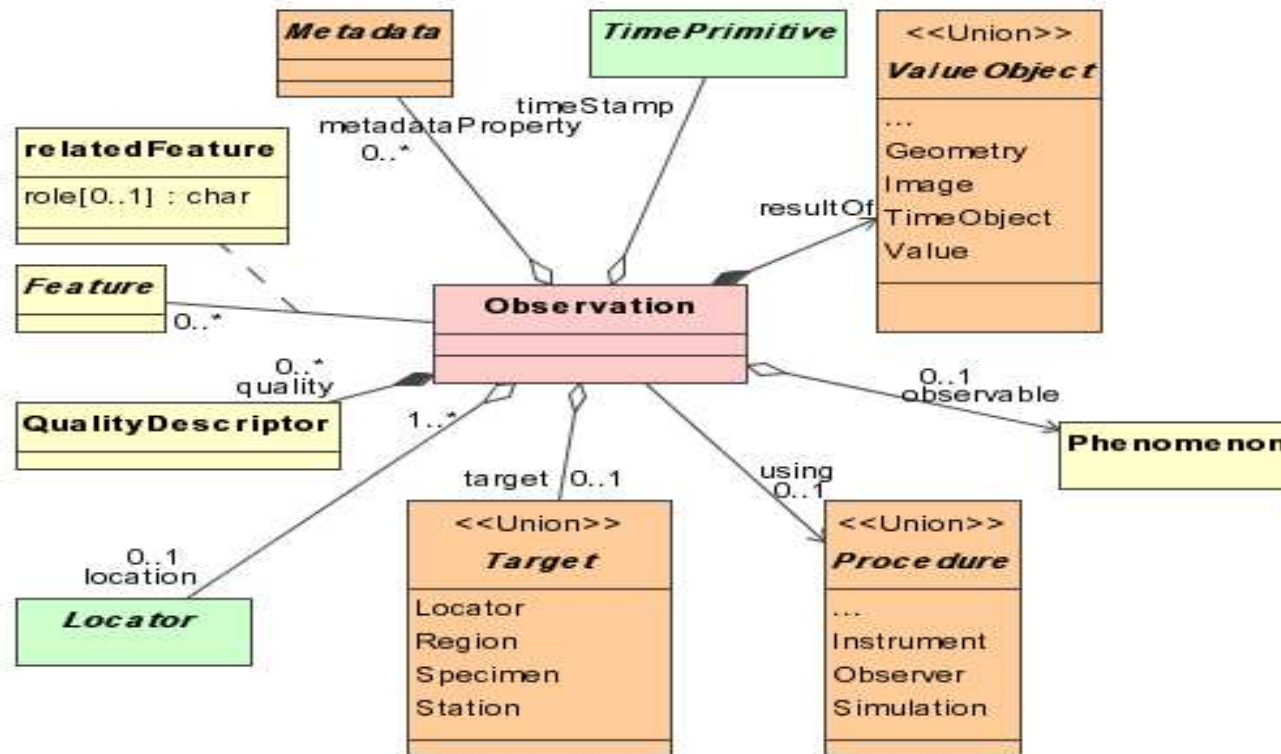 Metadata
TimePrimitive
<<Union>>
ValueObject
...
Geometry
Image
TimeObject
Value
timeStamp
metadataProperty
0..*
relatedFeature
role[0..1] : char
resultOf
Feature
0..*
Observation
0..*
quality
QualityDescriptor
1..*
0..1
observable
Phenomenon
target 0..1
using
0..1
<<Union>>
Target
Locator
Region
Specimen
Station
<<Union>>
Procedure
...
Instrument
Observer
Simulation
0..1
location
Locator